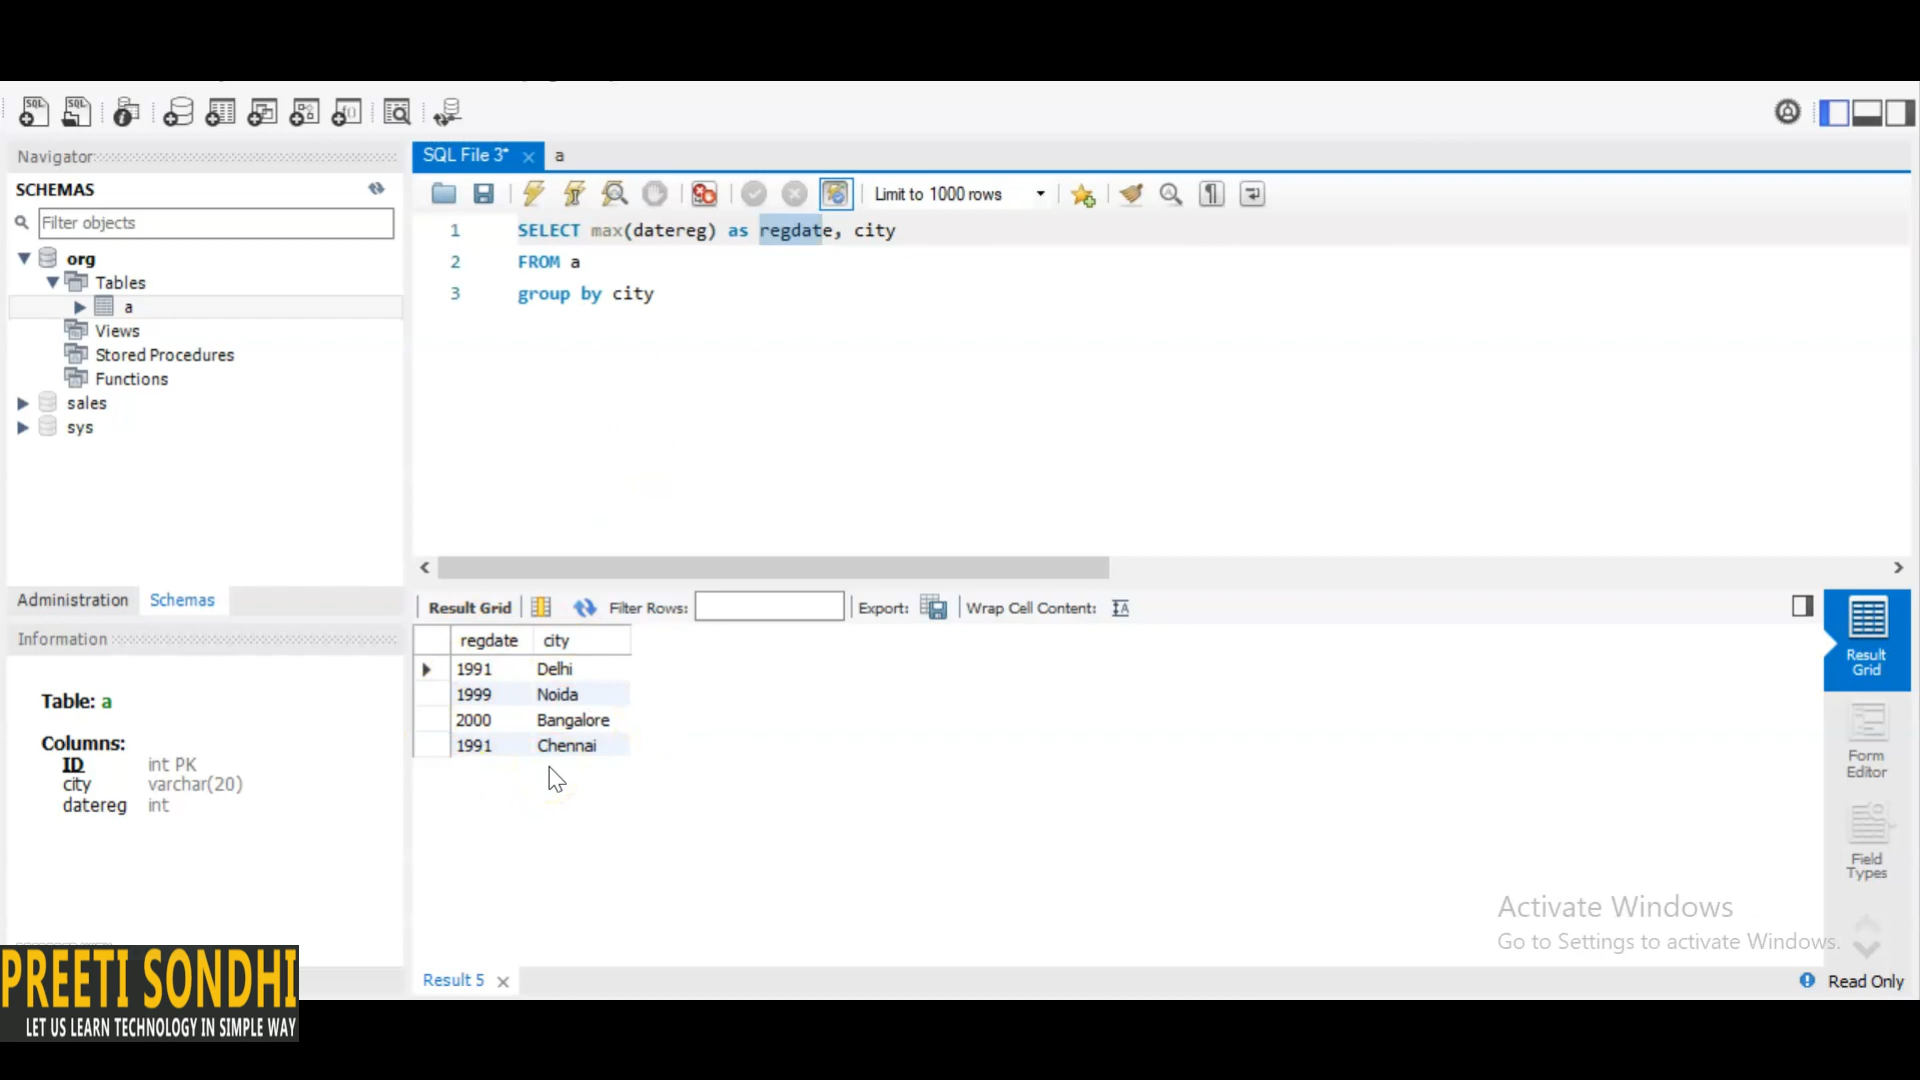 SQL
SQL
Navigator
SCHEMAS
Filter objects
org
Tables
a
Views
Stored Procedures
Functions
sales
sys
Administration
Schemas
Information
Table: a
Columns:
ID int PK
city varchar(20)
datereg int
SQL File 3*
a
Limit to 1000 rows
1 SELECT max(datereg) as regdate, city
2 FROM a
3 group by city
Result Grid
Filter Rows:
Export:
Wrap Cell Content:
regdate city
1991 Delhi
1999 Noida
2000 Bangalore
1991 Chennai
Result
Grid
Form
Editor
Field
Types
Activate Windows
Go to Settings to activate Windows.
Result 5
Read Only
PREETI SONDHI
LET US LEARN TECHNOLOGY IN SIMPLE WAY